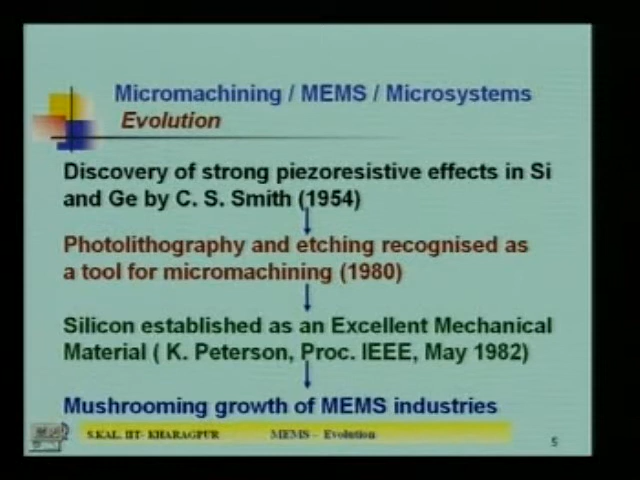 Micromachining / MEMS / Microsystems
Evolution
Discovery of strong piezoresistive effects in Si
and Ge by C. S. Smith (1954)
Photolithography and etching recognised as
a tool for micromachining (1980)
Silicon established as an Excellent Mechanical
Material ( K. Peterson, Proc. IEEE, May 1982)
Mushrooming growth of MEMS industries
S.KAL, IIT- KHARAGPUR MEMS – Evolution 5